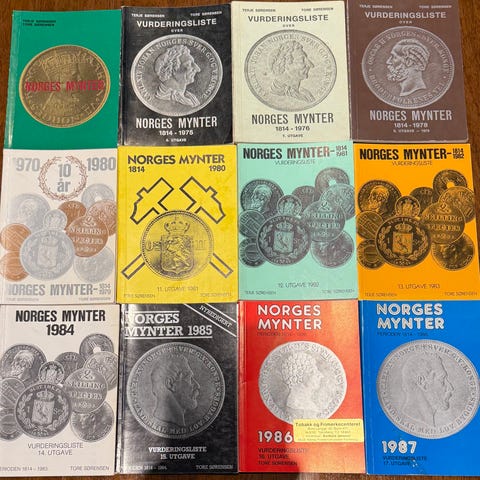 TERJE SØRENSEN TORE SØRENSEN
NORGES MYNTER
TERJE SØRENSEN TORE SØRENSEN
VURDERINGSLISTE
OVER
NORGES MYNTER
1814 - 1975
TERJE SØRENSEN TORE SØRENSEN
VURDERINGSLISTE
OVER
NORGES MYNTER
1814 - 1976
TERJE SØRENSEN TORE SØRENSEN
VURDERINGSLISTE
OVER
NORGES MYNTER
1814 - 1978
1970 10 år 1980
NORGES MYNTER - 1814
1979
TERJE SØRENSEN TORE SØRENSEN
NORGES MYNTER
1814 1980
11. UTGAVE 1981
TERJE SØRENSEN TORE SØRENSEN
NORGES MYNTER - 1814
1981
VURDERINGSLISTE
12. UTGAVE 1982
TERJE SØRENSEN TORE SØRENSEN
NORGES MYNTER - 1814
1982
VURDERINGSLISTE
13. UTGAVE 1983
TERJE SØRENSEN TORE SØRENSEN
NORGES MYNTER
1984
VURDERINGSLISTE
14. UTGAVE
PERIODEN 1814 - 1983 TORE SØRENSEN
NORGES
MYNTER 1985
VURDERINGSLISTE
15. UTGAVE
TORE SØRENSEN
NORGES
MYNTER
1986
Tobakk og Frimerkecenteret
VURDERINGSLISTE
16. UTGAVE
TORE SØRENSEN
NORGES
MYNTER
1987
VURDERINGSLISTE
17. UTGAVE
TORE SØRENSEN